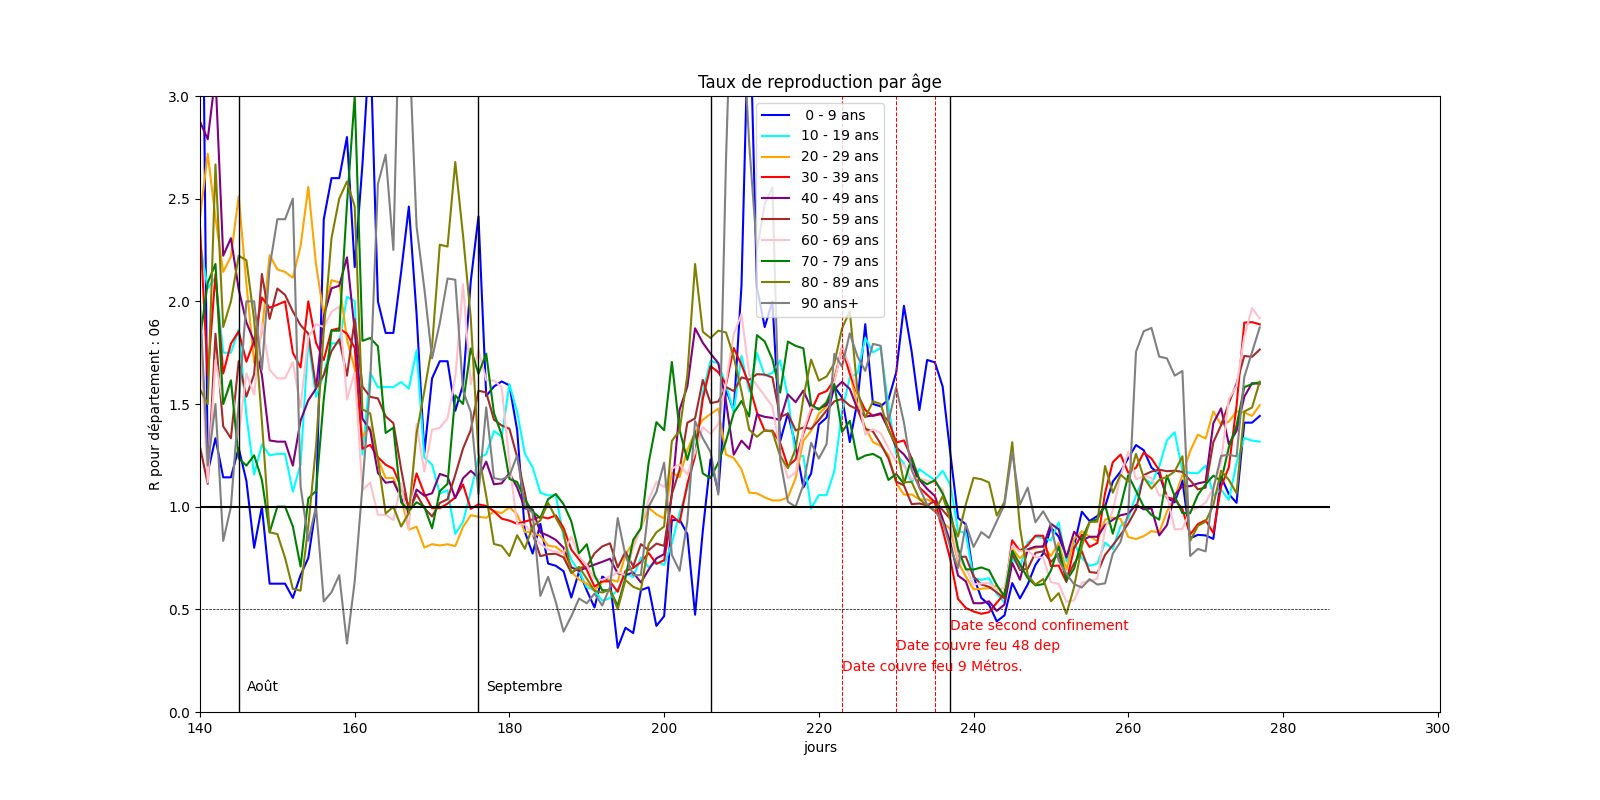 Taux de reproduction par âge
R pour département : 06
3.0
2.5
2.0
1.5
1.0
0.5
0.0
0 - 9 ans
10 - 19 ans
20 - 29 ans
30 - 39 ans
40 - 49 ans
50 - 59 ans
60 - 69 ans
70 - 79 ans
80 - 89 ans
90 ans+
Date second confinement
Date couvre feu 48 dep
Date couvre feu 9 Métros.
Août
Septembre
140 160 180 200 220 240 260 280 300
jours